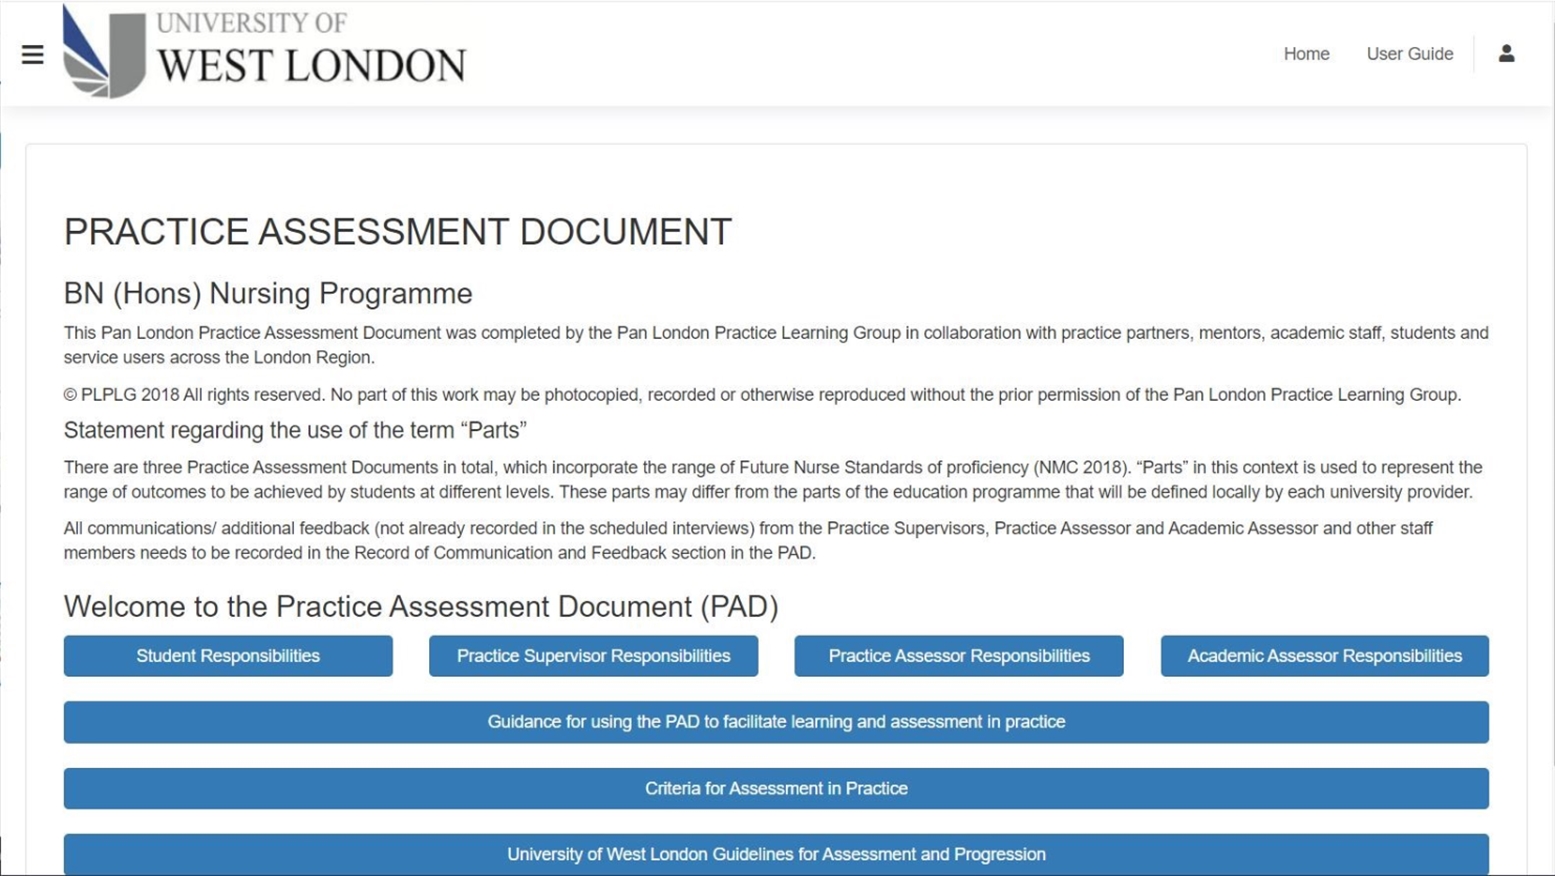 UNIVERSITY OF
WEST LONDON
Home User Guide
PRACTICE ASSESSMENT DOCUMENT
BN (Hons) Nursing Programme
This Pan London Practice Assessment Document was completed by the Pan London Practice Learning Group in collaboration with practice partners, mentors, academic staff, students and
service users across the London Region.
© PLPLG 2018 All rights reserved. No part of this work may be photocopied, recorded or otherwise reproduced without the prior permission of the Pan London Practice Learning Group.
Statement regarding the use of the term “Parts”
There are three Practice Assessment Documents in total, which incorporate the range of Future Nurse Standards of proficiency (NMC 2018). “Parts” in this context is used to represent the
range of outcomes to be achieved by students at different levels. These parts may differ from the parts of the education programme that will be defined locally by each university provider.
All communications/ additional feedback (not already recorded in the scheduled interviews) from the Practice Supervisors, Practice Assessor and Academic Assessor and other staff
members needs to be recorded in the Record of Communication and Feedback section in the PAD.
Welcome to the Practice Assessment Document (PAD)
Student Responsibilities Practice Supervisor Responsibilities Practice Assessor Responsibilities Academic Assessor Responsibilities
Guidance for using the PAD to facilitate learning and assessment in practice
Criteria for Assessment in Practice
University of West London Guidelines for Assessment and Progression